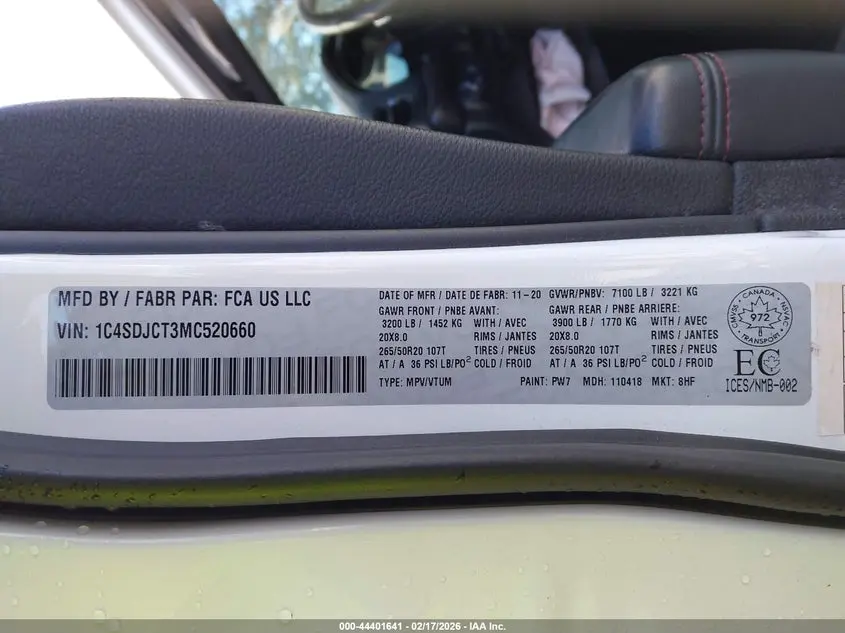 MFD BY / FABR PAR: FCA US LLC
VIN: 1C4SDJCT3MC520660
DATE OF MFR / DATE DE FABR: 11-20 GVWR/PNBV: 7100 LB / 3221 KG
GAWR FRONT / PNBE AVANT: GAWR REAR / PNBE ARRIERE:
3200 LB / 1452 KG WITH / AVEC 3900 LB / 1770 KG WITH / AVEC
20X8.0 RIMS / JANTES 20X8.0 RIMS / JANTES
265/50R20 107T TIRES / PNEUS 265/50R20 107T TIRES / PNEUS
AT / A 36 PSI LB/PO² COLD / FROID AT / A 36 PSI LB/PO² COLD / FROID
TYPE: MPV/VTUM PAINT: PW7 MDH: 110418 MKT: 8HF
CANADA
CMVSS NSVAC
972
8
TRANSPORT
EC
ICES/NMB-002
000-44401641 - 02/17/2026 - IAA Inc.